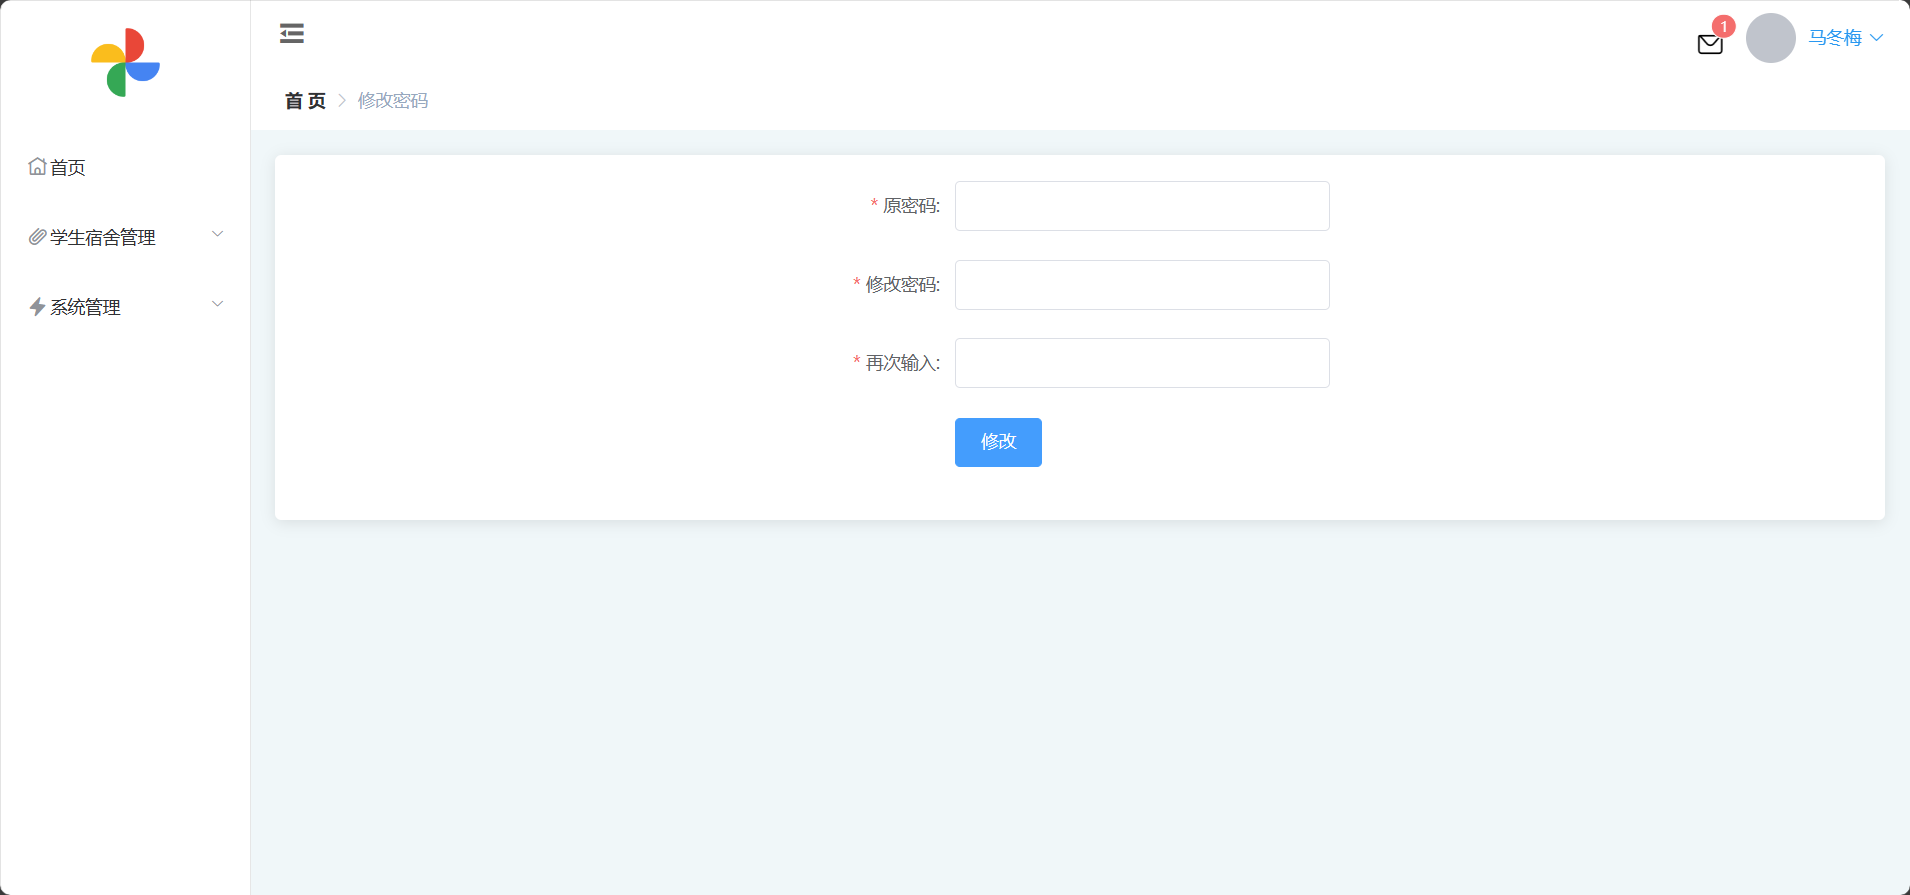 1
马冬梅
首 页 修改密码
首页
学生宿舍管理
系统管理
* 原密码:
* 修改密码:
* 再次输入:
修改